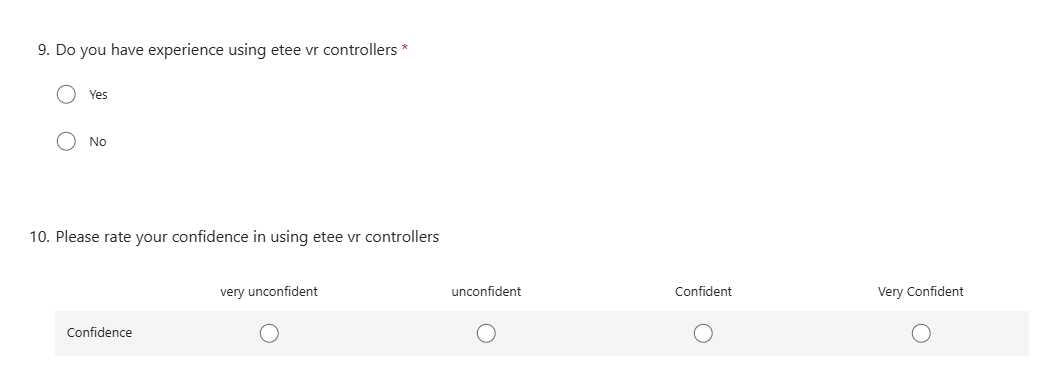 9. Do you have experience using etee vr controllers *
Yes
No
10. Please rate your confidence in using etee vr controllers
very unconfident unconfident Confident Very Confident
Confidence